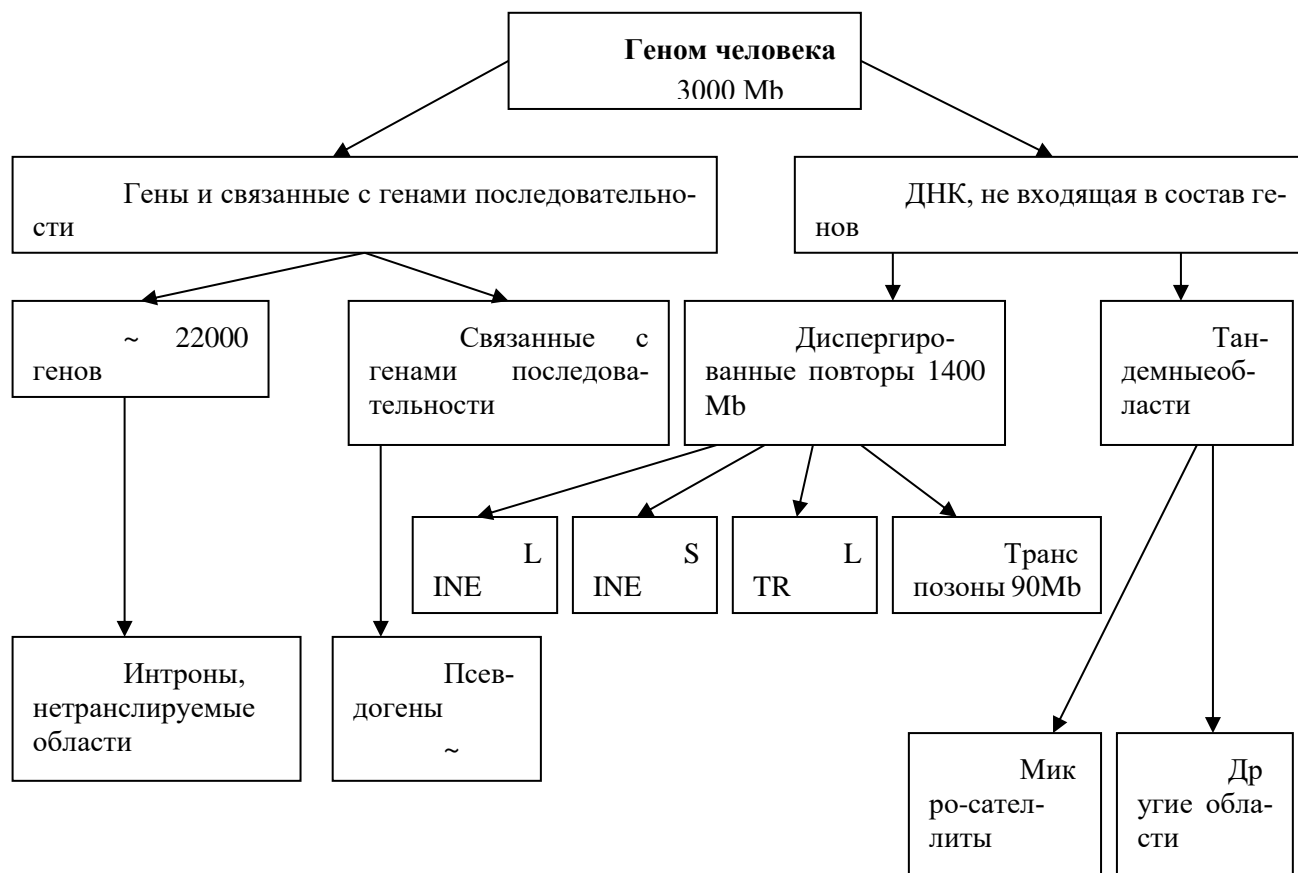 Геном человека
3000 Mb
Гены и связанные с генами последовательно-
сти
ДНК, не входящая в состав ге-
нов
~ 22000
генов
Связанные с
генами последова-
тельности
Диспергиро-
ванные повторы 1400
Mb
Тан-
демныеоб-
ласти
L
INE
S
INE
L
TR
Транс
позоны 90Mb
Интроны,
нетранслируемые
области
Псев-
догены
~
Мик
ро-сател-
литы
Др
угие обла-
сти